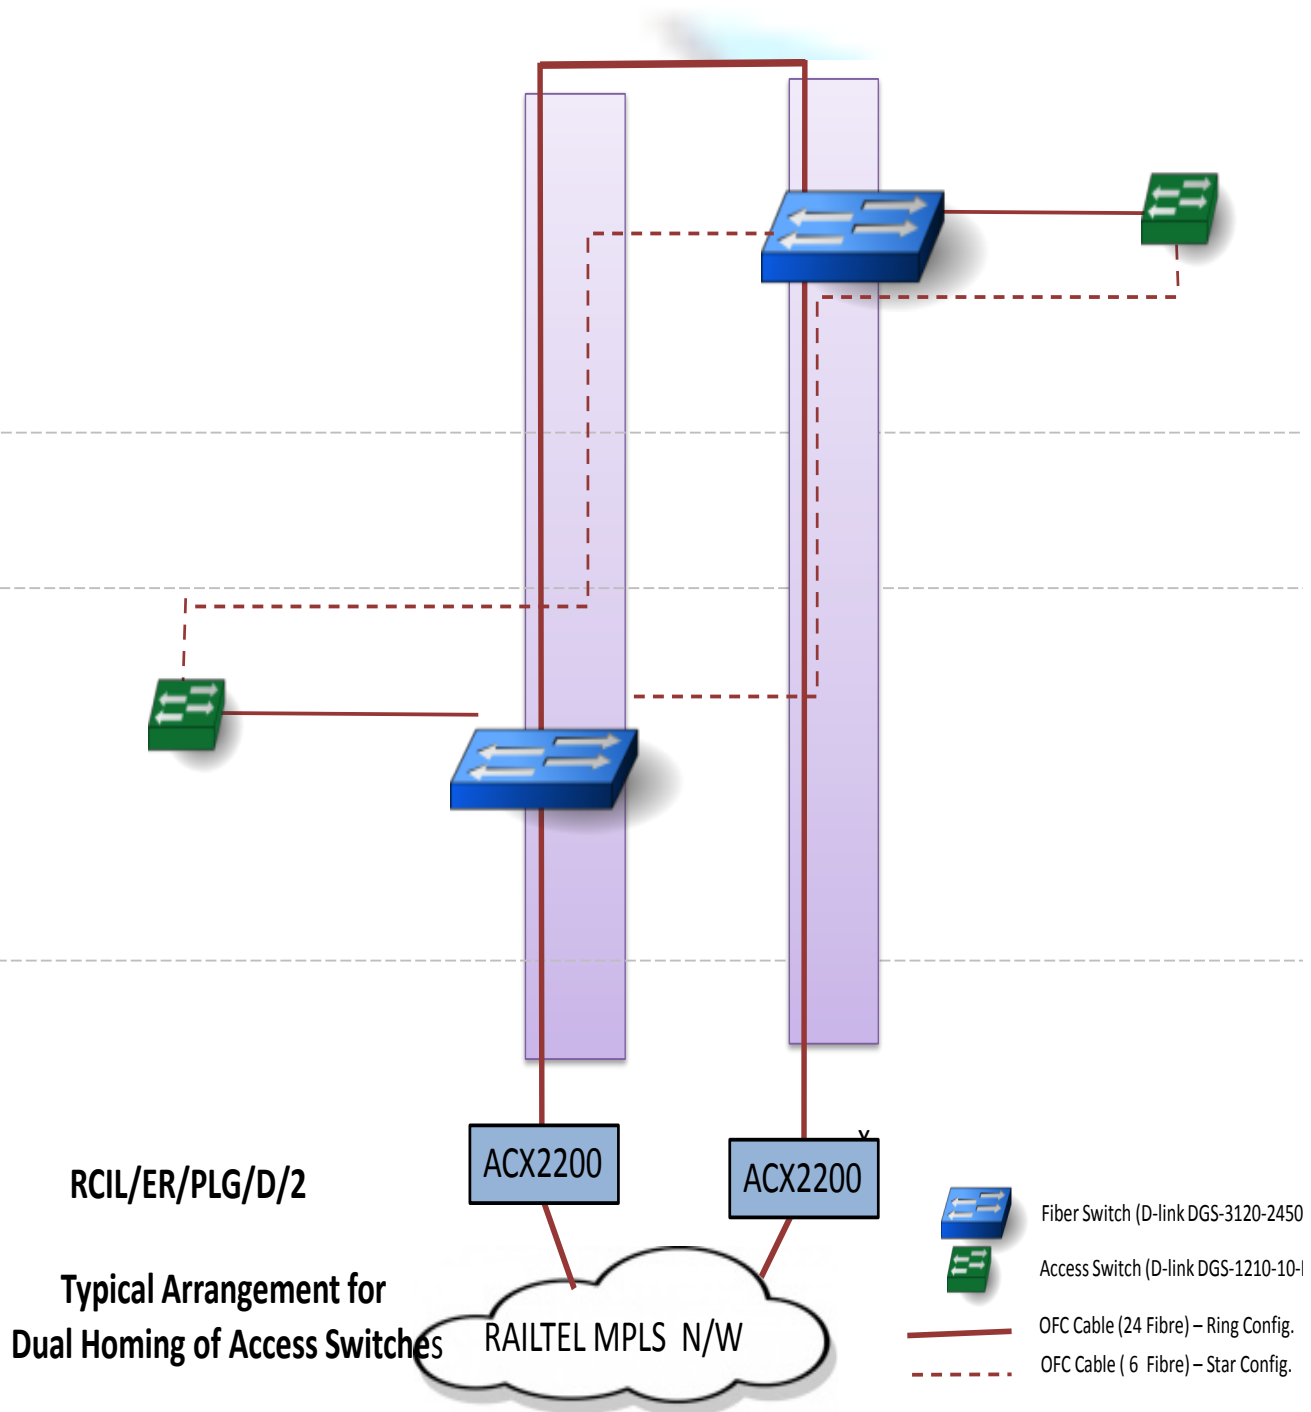 ACX2200
Y
ACX2200
RCIL/ER/PLG/D/2
Fiber Switch (D-link DGS-3120-2450
Access Switch (D-link DGS-1210-10-
Typical Arrangement for
Dual Homing of Access Switches
RAILTEL MPLS N/W
OFC Cable (24 Fibre) – Ring Config.
OFC Cable ( 6 Fibre) – Star Config.